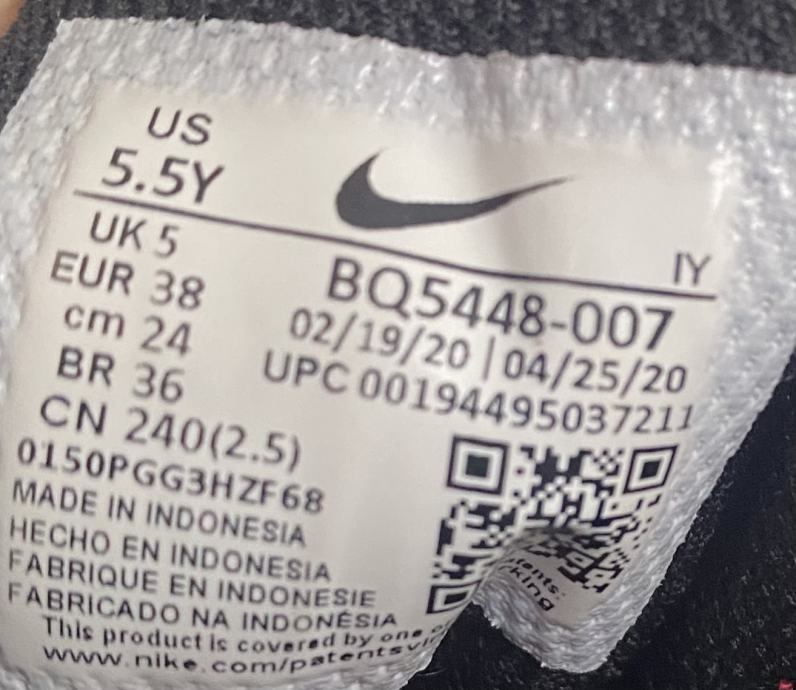 US
5.5Y
UK 5
EUR 38
cm 24
BR 36
CN 240(2.5)
IY
BQ5448-007
02/19/20 | 04/25/20
UPC 00194495037211
0150PGG3HZF68
MADE IN INDONESIA
HECHO EN INDONESIA
FABRIQUE EN INDONESIE
FABRICADO NA INDONÉSIA
This product is covered by one
www.nike.com/patents